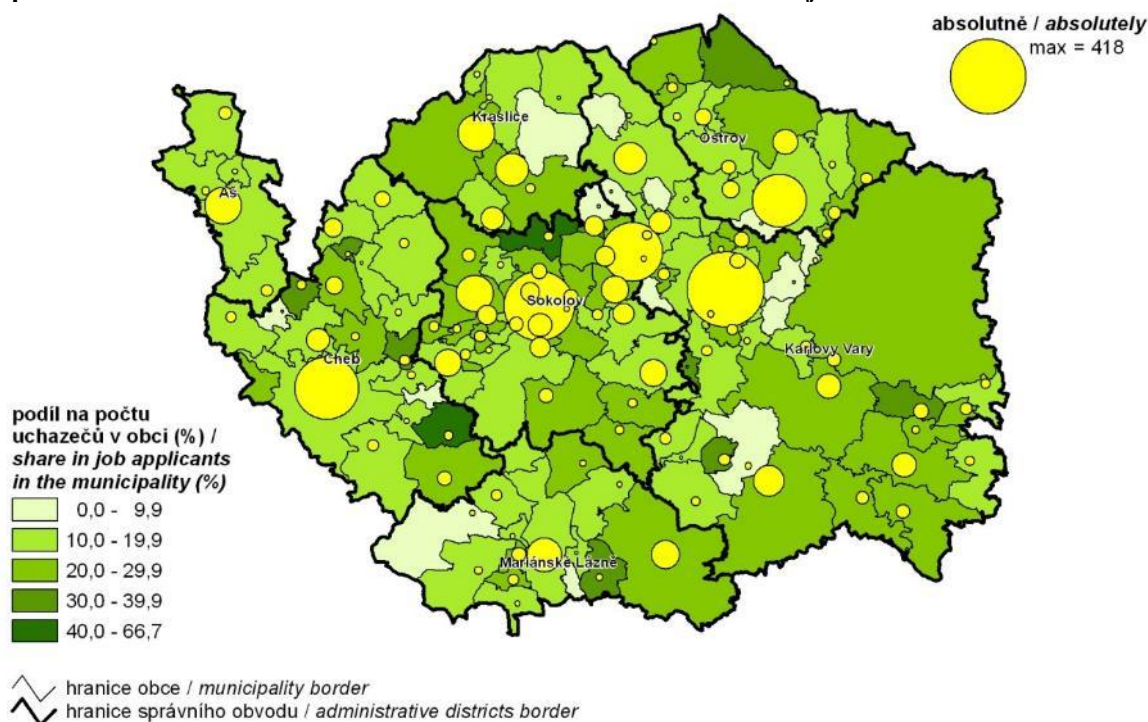 absolutně / absolutely
max = 418
Kraslice
Ostrov
Aš
Sokolov
Karlovy Vary
Cheb
Mariánské Lázně
podíl na počtu
uchazečů v obci (%) /
share in job applicants
in the municipality (%)
0,0 - 9,9
10,0 - 19,9
20,0 - 29,9
30,0 - 39,9
40,0 - 66,7
hranice obce / municipality border
hranice správního obvodu / administrative districts border